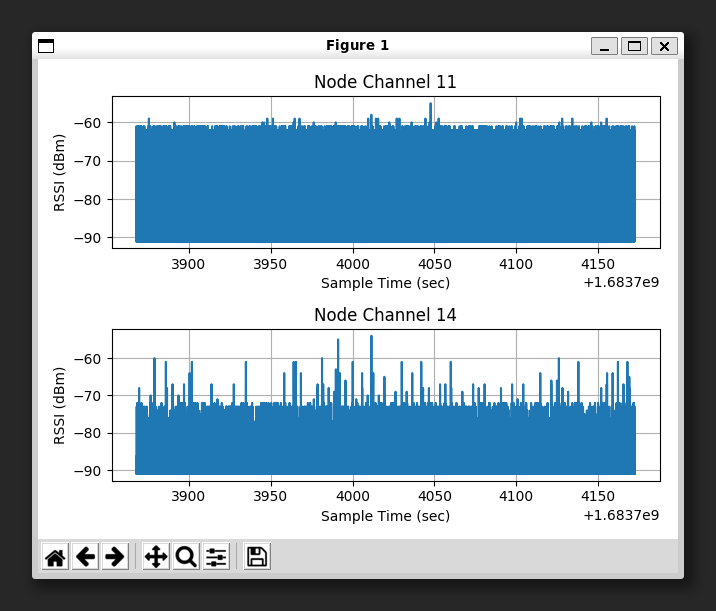 Figure 1
Node Channel 11
−60
−70
−80
−90
RSSI (dBm)
3900 3950 4000 4050 4100 4150
Sample Time (sec)
+1.6837e9
Node Channel 14
−60
−70
−80
−90
RSSI (dBm)
3900 3950 4000 4050 4100 4150
Sample Time (sec)
+1.6837e9